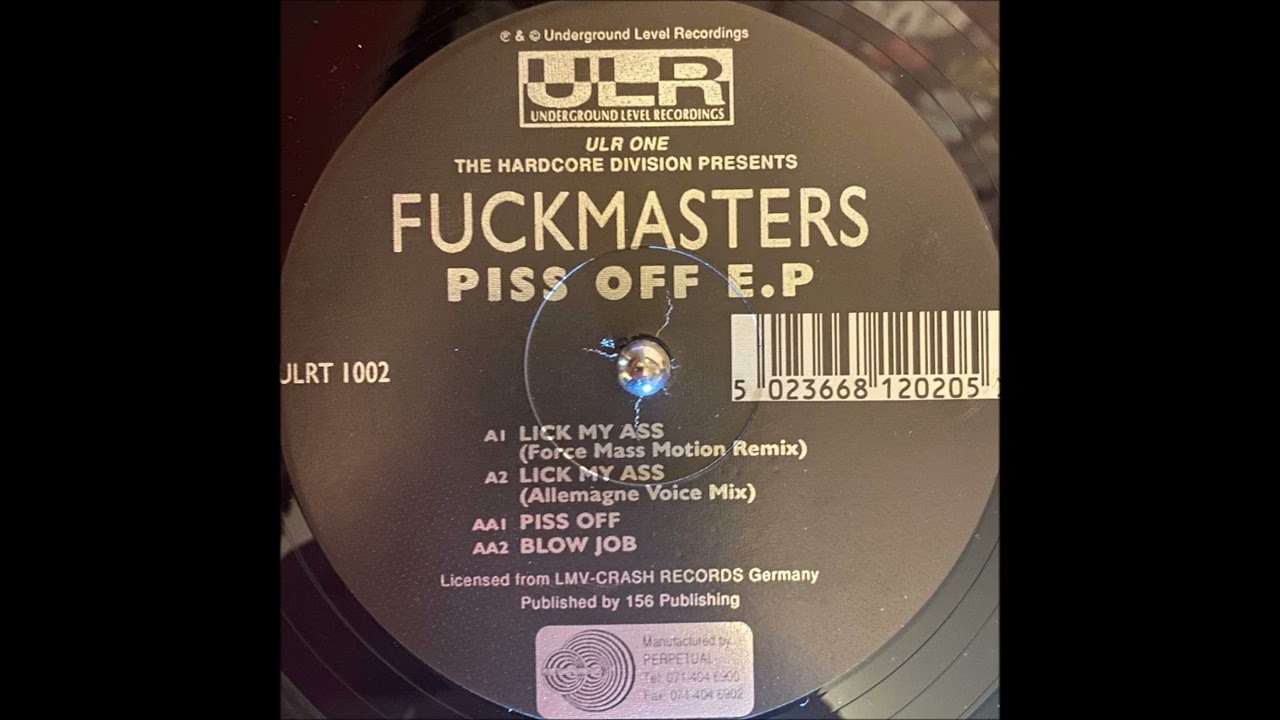 ℗ & © Underground Level Recordings
ULR
UNDERGROUND LEVEL RECORDINGS
ULR ONE
THE HARDCORE DIVISION PRESENTS
FUCKMASTERS
PISS OFF E.P
ULRT 1002
5 023668 120205
A1 LICK MY ASS
(Force Mass Motion Remix)
A2 LICK MY ASS
(Allemagne Voice Mix)
AA1 PISS OFF
AA2 BLOW JOB
Licensed from LMV-CRASH RECORDS Germany
Published by 156 Publishing
Manufactured by
PERPETUAL
Tel: 071-404 6900
Fax: 071-404 6902